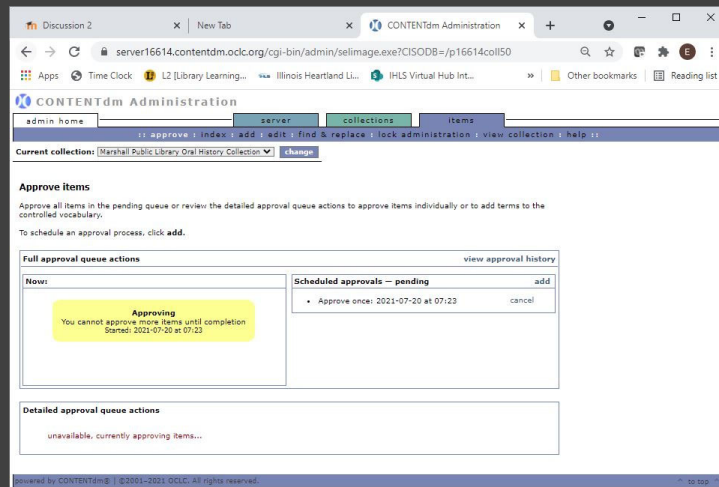 Discussion 2
New Tab
CONTENTdm Administration
server16614.contentdm.oclc.org/cgi-bin/admin/selimage.exe?CISODB=/p16614coll50
E
Apps Time Clock L2 [Library Learning... Illinois Heartland Li... IHLS Virtual Hub Int... » Other bookmarks Reading list
CONTENTdm Administration
admin home server collections items
:: approve : index : add : edit : find & replace : lock administration : view collection : help ::
Current collection: Marshall Public Library Oral History Collection change
Approve items
Approve all items in the pending queue or review the detailed approval queue actions to approve items individually or to add terms to the
controlled vocabulary.
To schedule an approval process, click add.
Full approval queue actions view approval history
Now: Scheduled approvals — pending add
Approving
You cannot approve more items until completion
Started: 2021-07-20 at 07:23
• Approve once: 2021-07-20 at 07:23 cancel
Detailed approval queue actions
unavailable, currently approving items...
powered by CONTENTdm® | ©2001-2021 OCLC. All rights reserved. ^ to top ^